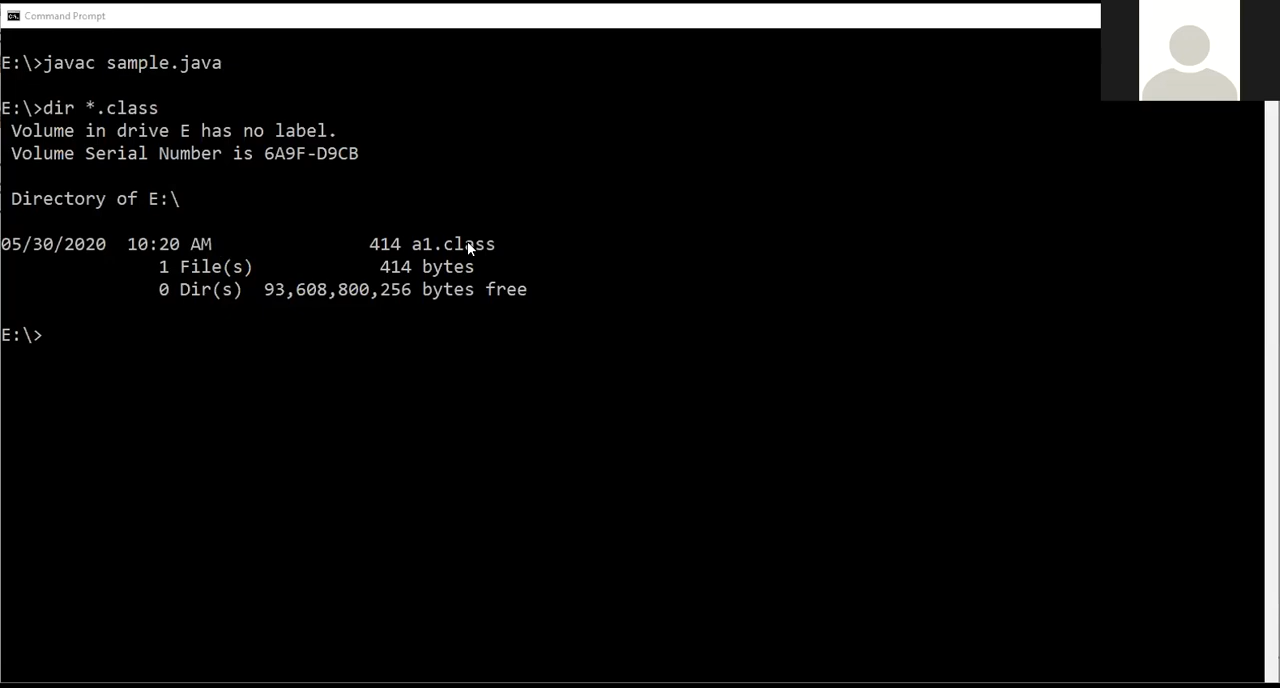 Command Prompt
E:\>javac sample.java
E:\>dir *.class
Volume in drive E has no label.
Volume Serial Number is 6A9F-D9CB
Directory of E:\
05/30/2020  10:20 AM               414 a1.class
1 File(s)            414 bytes
0 Dir(s)  93,608,800,256 bytes free
E:\>